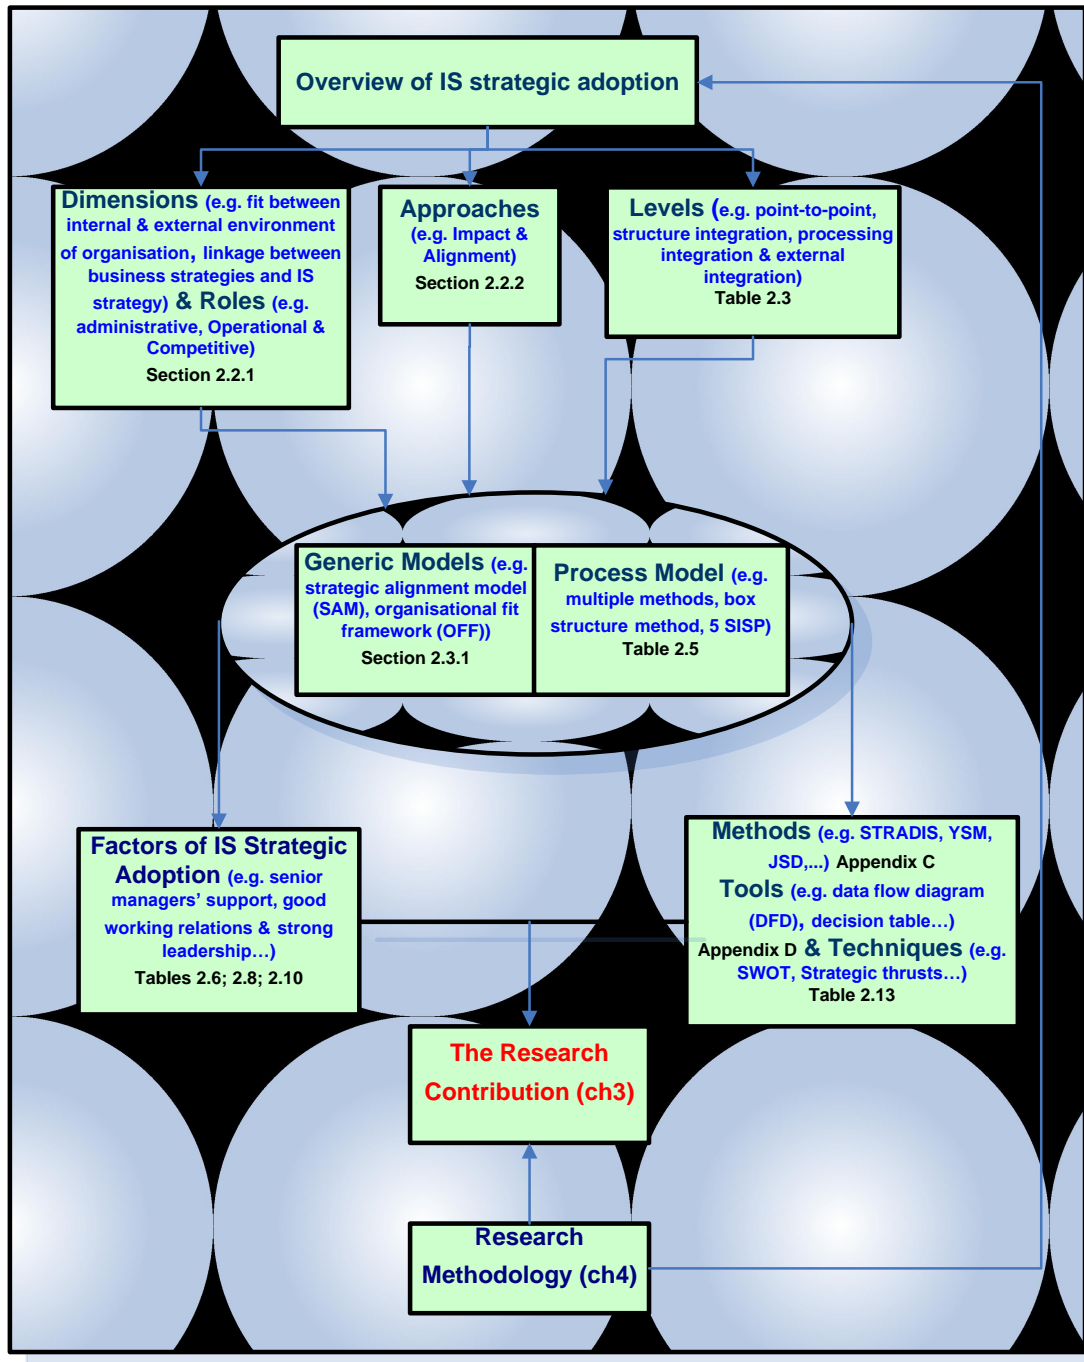 Overview of IS strategic adoption
Dimensions (e.g. fit between
internal & external environment
of organisation, linkage between
business strategies and IS
strategy) & Roles (e.g.
administrative, Operational &
Competitive)
Section 2.2.1
Approaches
(e.g. Impact &
Alignment)
Section 2.2.2
Levels (e.g. point-to-point,
structure integration, processing
integration & external
integration)
Table 2.3
Generic Models (e.g.
strategic alignment model
(SAM), organisational fit
framework (OFF))
Section 2.3.1
Process Model (e.g.
multiple methods, box
structure method, 5 SISP)
Table 2.5
Factors of IS Strategic
Adoption (e.g. senior
managers' support, good
working relations & strong
leadership...)
Tables 2.6; 2.8; 2.10
Methods (e.g. STRADIS, YSM,
JSD,...) Appendix C
Tools (e.g. data flow diagram
(DFD), decision table...)
Appendix D & Techniques (e.g.
SWOT, Strategic thrusts...)
Table 2.13
The Research
Contribution (ch3)
Research
Methodology (ch4)